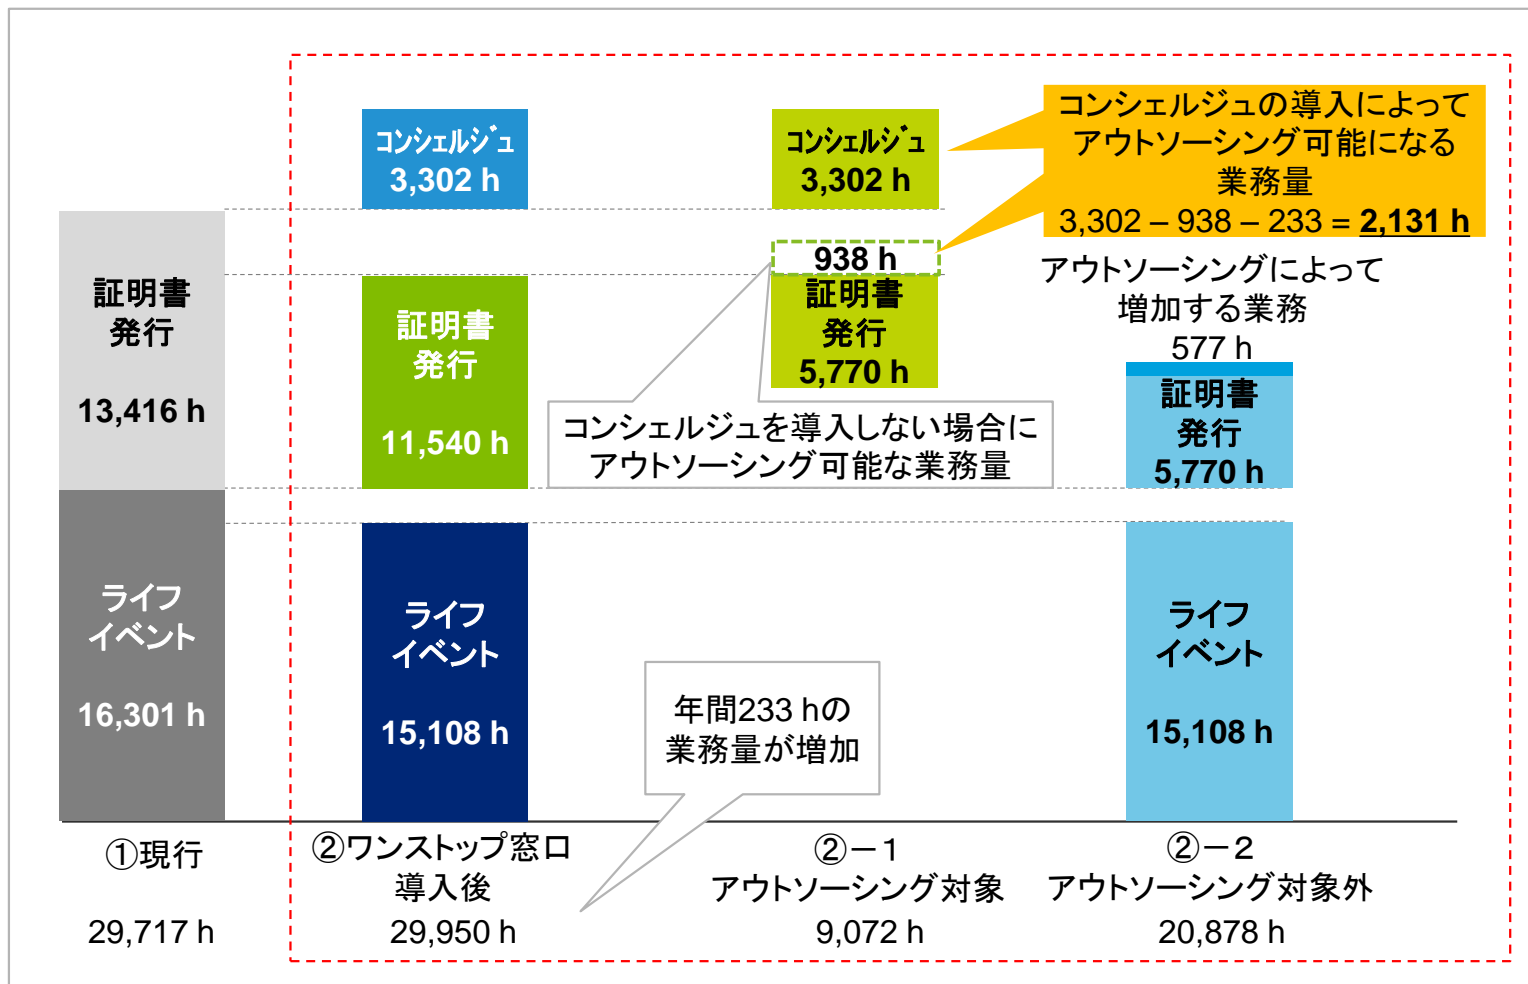 コンシェルジュ
3,302 h
コンシェルジュ
3,302 h
コンシェルジュの導入によって
アウトソーシング可能になる
業務量
3,302 – 938 – 233 = 2,131 h
証明書
発行
13,416 h
証明書
発行
11,540 h
938 h
証明書
発行
5,770 h
アウトソーシングによって
増加する業務
577 h
証明書
発行
5,770 h
コンシェルジュを導入しない場合に
アウトソーシング可能な業務量
ライフ
イベント
16,301 h
ライフ
イベント
15,108 h
年間233 hの
業務量が増加
ライフ
イベント
15,108 h
①現行
29,717 h
②ワンストップ窓口
導入後
29,950 h
②－1
アウトソーシング対象
9,072 h
②－2
アウトソーシング対象外
20,878 h